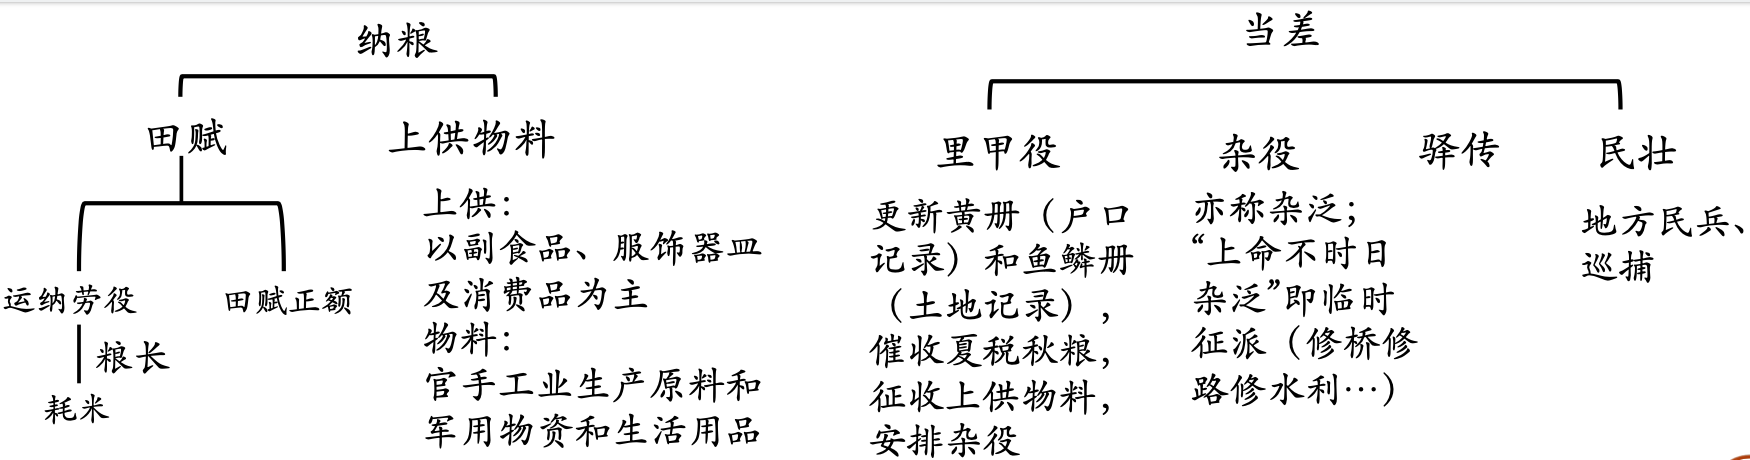 纳粮
田赋
上供物料
运纳劳役
田赋正额
粮长
耗米
上供：
以副食品、服饰器皿
及消费品为主
物料：
官手工业生产原料和
军用物资和生活用品
当差
里甲役
杂役
驿传
民壮
更新黄册（户口
记录）和鱼鳞册
（土地记录），
催收夏税秋粮，
征收上供物料，
安排杂役
亦称杂泛；
“上命不时日
杂泛”即临时
征派（修桥修
路修水利…）
地方民兵、
巡捕